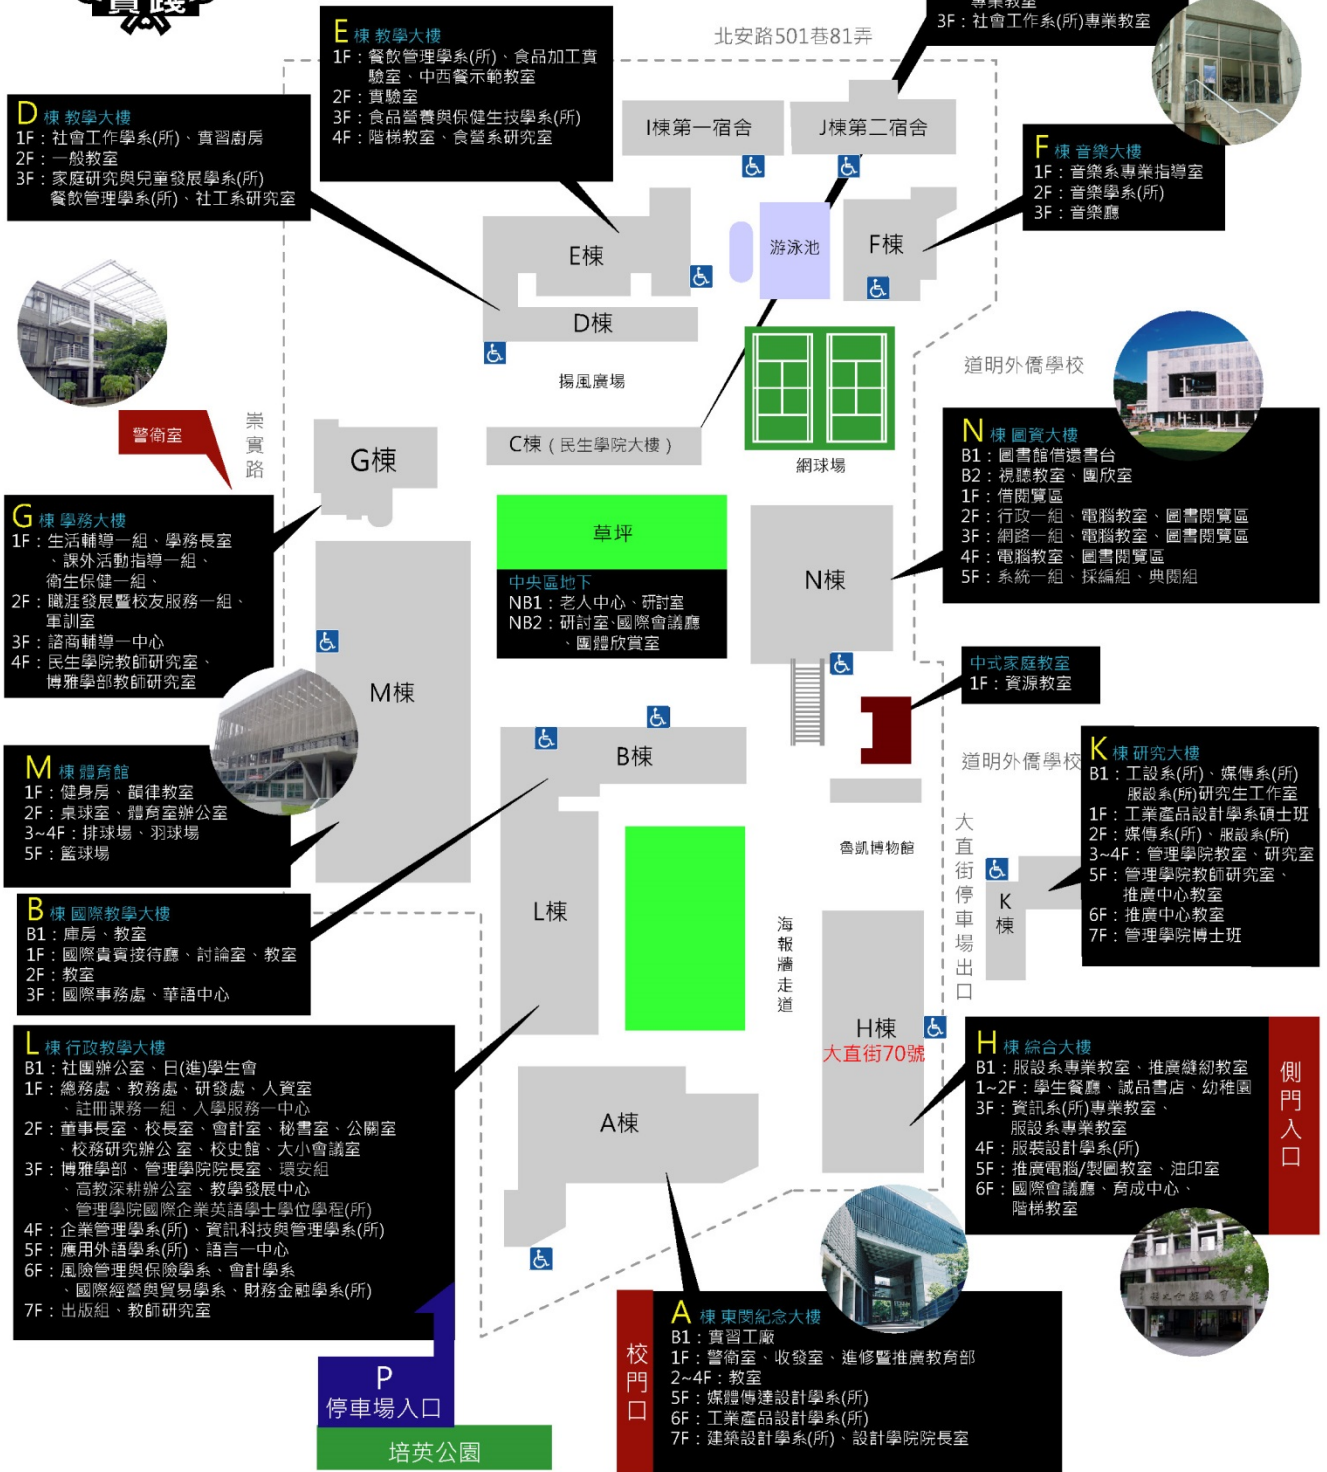 實踐
專業教室
3F：社會工作系(所)專業教室
北安路501巷81弄
E 棟 教學大樓
1F：餐飲管理學系(所)、食品加工實
驗室、中西餐示範教室
2F：實驗室
3F：食品營養與保健生技學系(所)
4F：階梯教室、食營系研究室
D 棟 教學大樓
1F：社會工作學系(所)、實習廚房
2F：一般教室
3F：家庭研究與兒童發展學系(所)
餐飲管理學系(所)、社工系研究室
I棟第一宿舍
J棟第二宿舍
F 棟 音樂大樓
1F：音樂系專業指導室
2F：音樂學系(所)
3F：音樂廳
E棟
游泳池
F棟
D棟
揚風廣場
道明外僑學校
警衛室
崇實路
G棟
C棟（民生學院大樓）
網球場
N 棟 圖資大樓
B1：圖書館借還書台
B2：視聽教室、團欣室
1F：借閱覽區
2F：行政一組、電腦教室、圖書閱覽區
3F：網路一組、電腦教室、圖書閱覽區
4F：電腦教室、圖書閱覽區
5F：系統一組、採編組、典閱組
G 棟 學務大樓
1F：生活輔導一組、學務長室
、課外活動指導一組、
衛生保健一組、
2F：職涯發展暨校友服務一組、
軍訓室
3F：諮商輔導一中心
4F：民生學院教師研究室、
博雅學部教師研究室
草坪
中央區地下
NB1：老人中心、研討室
NB2：研討室、國際會議廳
、團體欣賞室
N棟
M棟
中式家庭教室
1F：資源教室
B棟
道明外僑學校
K 棟 研究大樓
B1：工設系(所)、媒傳系(所)
服設系(所)研究生工作室
1F：工業產品設計學系碩士班
2F：媒傳系(所)、服設系(所)
3~4F：管理學院教室、研究室
5F：管理學院教師研究室、
推廣中心教室
6F：推廣中心教室
7F：管理學院博士班
M 棟 體育館
1F：健身房、韻律教室
2F：桌球室、體育室辦公室
3~4F：排球場、羽球場
5F：籃球場
魯凱博物館
大直街停車場出口
K棟
B 棟 國際教學大樓
B1：庫房、教室
1F：國際貴賓接待廳、討論室、教室
2F：教室
3F：國際事務處、華語中心
L棟
海報牆走道
H棟
大直街70號
L 棟 行政教學大樓
B1：社團辦公室、日(進)學生會
1F：總務處、教務處、研發處、人資室
、註冊課務一組、入學服務一中心
2F：董事長室、校長室、會計室、秘書室、公關室
、校務研究辦公室、校史館、大小會議室
3F：博雅學部、管理學院院長室、環安組
、高教深耕辦公室、教學發展中心
、管理學院國際企業英語學士學位學程(所)
4F：企業管理學系(所)、資訊科技與管理學系(所)
5F：應用外語學系(所)、語言一中心
6F：風險管理與保險學系、會計學系
、國際經營與貿易學系、財務金融學系(所)
7F：出版組、教師研究室
H 棟 綜合大樓
B1：服設系專業教室、推廣縫紉教室
1~2F：學生餐廳、誠品書店、幼稚園
3F：資訊系(所)專業教室、
服設系專業教室
4F：服裝設計學系(所)
5F：推廣電腦/製圖教室、油印室
6F：國際會議廳、育成中心、
階梯教室
側門入口
A棟
校門口
A 棟 東閔紀念大樓
B1：實習工廠
1F：警衛室、收發室、進修暨推廣教育部
2~4F：教室
5F：媒體傳達設計學系(所)
6F：工業產品設計學系(所)
7F：建築設計學系(所)、設計學院院長室
P
停車場入口
培英公園